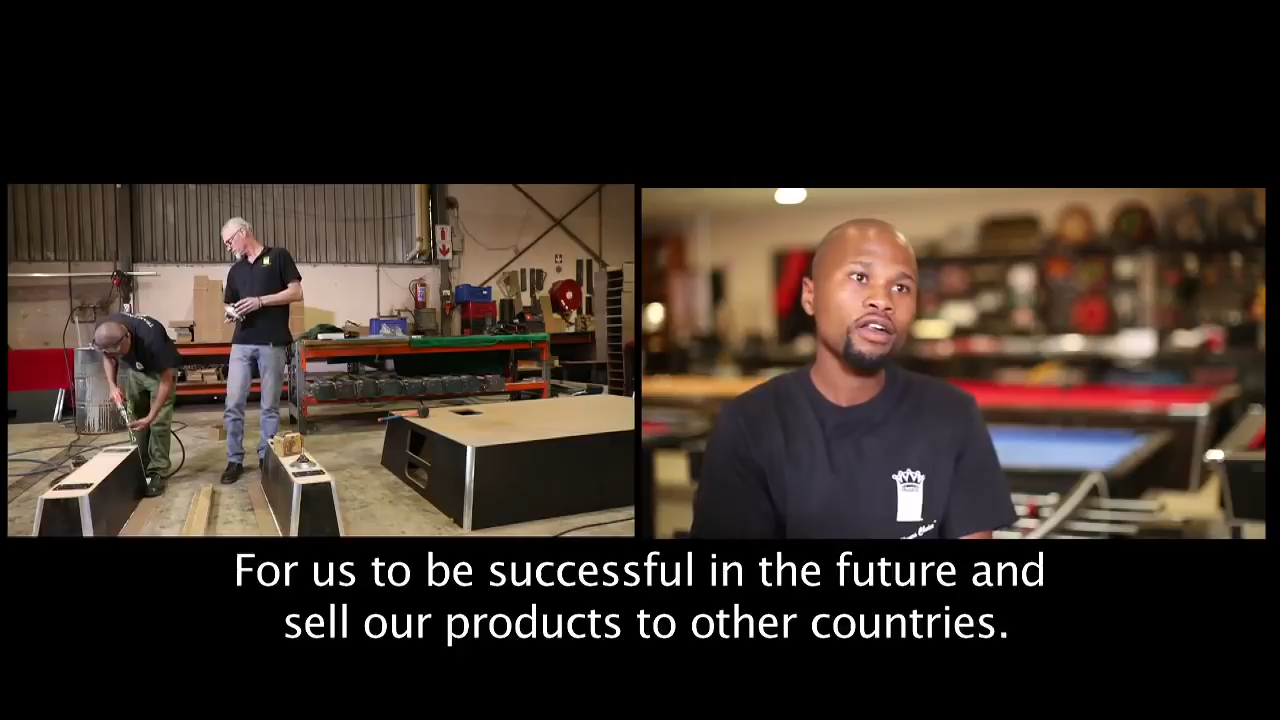 For us to be successful in the future and
sell our products to other countries.